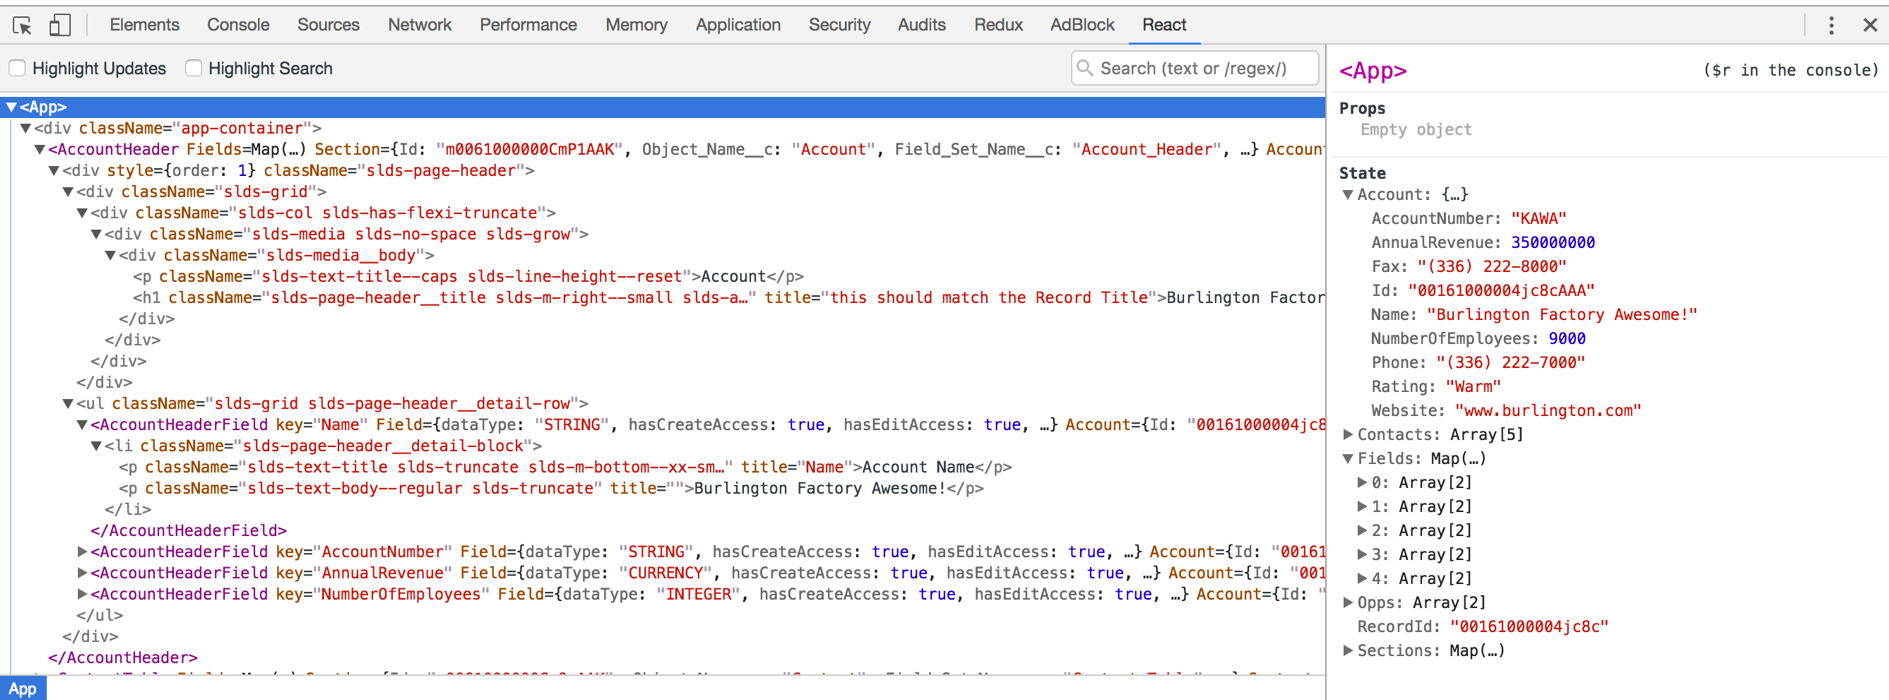 Elements Console Sources Network Performance Memory Application Security Audits Redux AdBlock React
Highlight Updates Highlight Search Search (text or /regex/)
<App>
<div className="app-container">
<AccountHeader Fields=Map(…) Section={Id: "m0061000000CmP1AAK", Object_Name__c: "Account", Field_Set_Name__c: "Account_Header", …} Accoun
<div style={order: 1} className="slds-page-header">
<div className="slds-grid">
<div className="slds-col slds-has-flexi-truncate">
<div className="slds-media slds-no-space slds-grow">
<div className="slds-media__body">
<p className="slds-text-title--caps slds-line-height--reset">Account</p>
<h1 className="slds-page-header__title slds-m-right--small slds-a…" title="this should match the Record Title">Burlington Factor
</div>
</div>
</div>
</div>
<ul className="slds-grid slds-page-header__detail-row">
<AccountHeaderField key="Name" Field={dataType: "STRING", hasCreateAccess: true, hasEditAccess: true, …} Account={Id: "00161000004jc8
<li className="slds-page-header__detail-block">
<p className="slds-text-title slds-truncate slds-m-bottom--xx-sm…" title="Name">Account Name</p>
<p className="slds-text-body--regular slds-truncate" title="">Burlington Factory Awesome!</p>
</li>
</AccountHeaderField>
<AccountHeaderField key="AccountNumber" Field={dataType: "STRING", hasCreateAccess: true, hasEditAccess: true, …} Account={Id: "00161
<AccountHeaderField key="AnnualRevenue" Field={dataType: "CURRENCY", hasCreateAccess: true, hasEditAccess: true, …} Account={Id: "001
<AccountHeaderField key="NumberOfEmployees" Field={dataType: "INTEGER", hasCreateAccess: true, hasEditAccess: true, …} Account={Id: "
</ul>
</div>
</AccountHeader>
App
<App> ($r in the console)
Props
Empty object
State
Account: {…}
AccountNumber: "KAWA"
AnnualRevenue: 350000000
Fax: "(336) 222-8000"
Id: "00161000004jc8cAAA"
Name: "Burlington Factory Awesome!"
NumberOfEmployees: 9000
Phone: "(336) 222-7000"
Rating: "Warm"
Website: "www.burlington.com"
Contacts: Array[5]
Fields: Map(…)
0: Array[2]
1: Array[2]
2: Array[2]
3: Array[2]
4: Array[2]
Opps: Array[2]
RecordId: "00161000004jc8c"
Sections: Map(…)